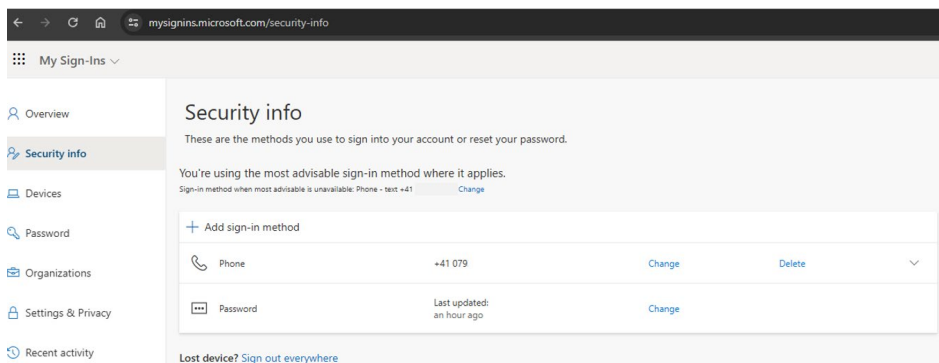 mysignins.microsoft.com/security-info
My Sign-Ins
Overview
Security info
Devices
Password
Organizations
Settings & Privacy
Recent activity
Security info
These are the methods you use to sign into your account or reset your password.
You're using the most advisable sign-in method where it applies.
Sign-in method when most advisable is unavailable: Phone - text +41 Change
Add sign-in method
Phone +41 079 Change Delete
Password Last updated: Change
an hour ago
Lost device? Sign out everywhere